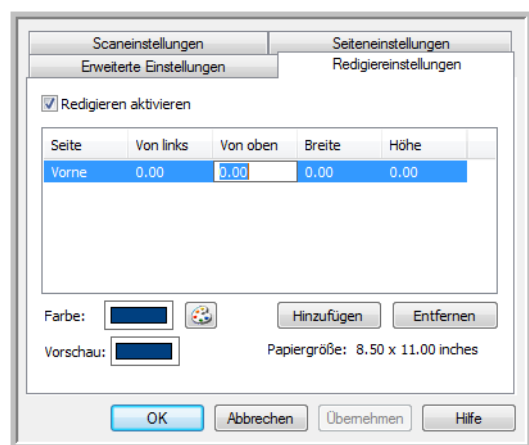 Scaneinstellungen Seiteneinstellungen
Erweiterte Einstellungen Redigiereinstellungen
Redigieren aktivieren
Seite Von links Von oben Breite Höhe
Vorne 0.00 0.00 0.00 0.00
Farbe: Hinzufügen Entfernen
Vorschau: Papiergröße: 8.50 x 11.00 inches
OK Abbrechen Übernehmen Hilfe